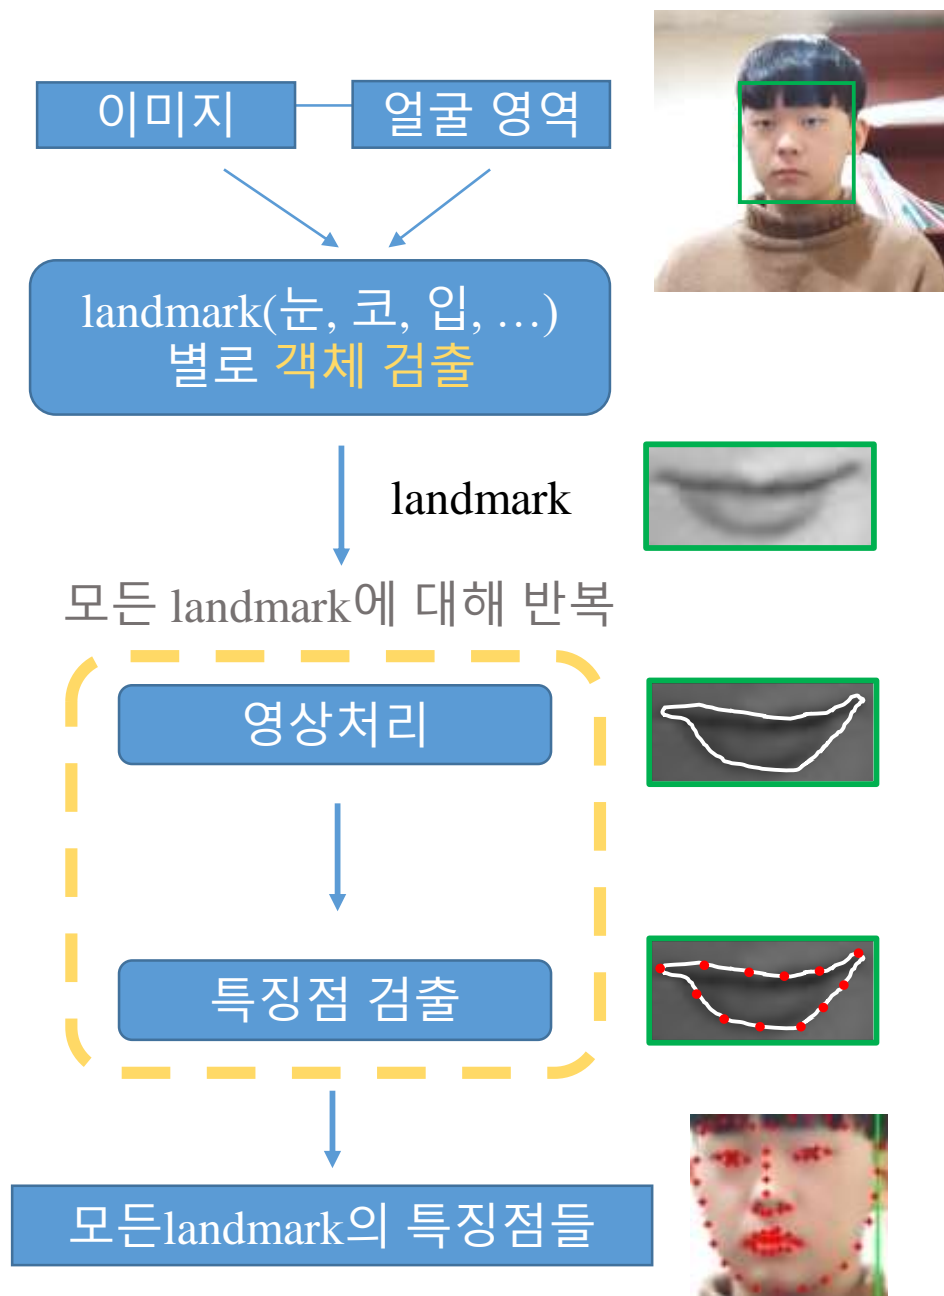 이미지
얼굴 영역
landmark(눈, 코, 입, …)
별로 객체 검출
landmark
모든 landmark에 대해 반복
영상처리
특징점 검출
모든landmark의 특징점들